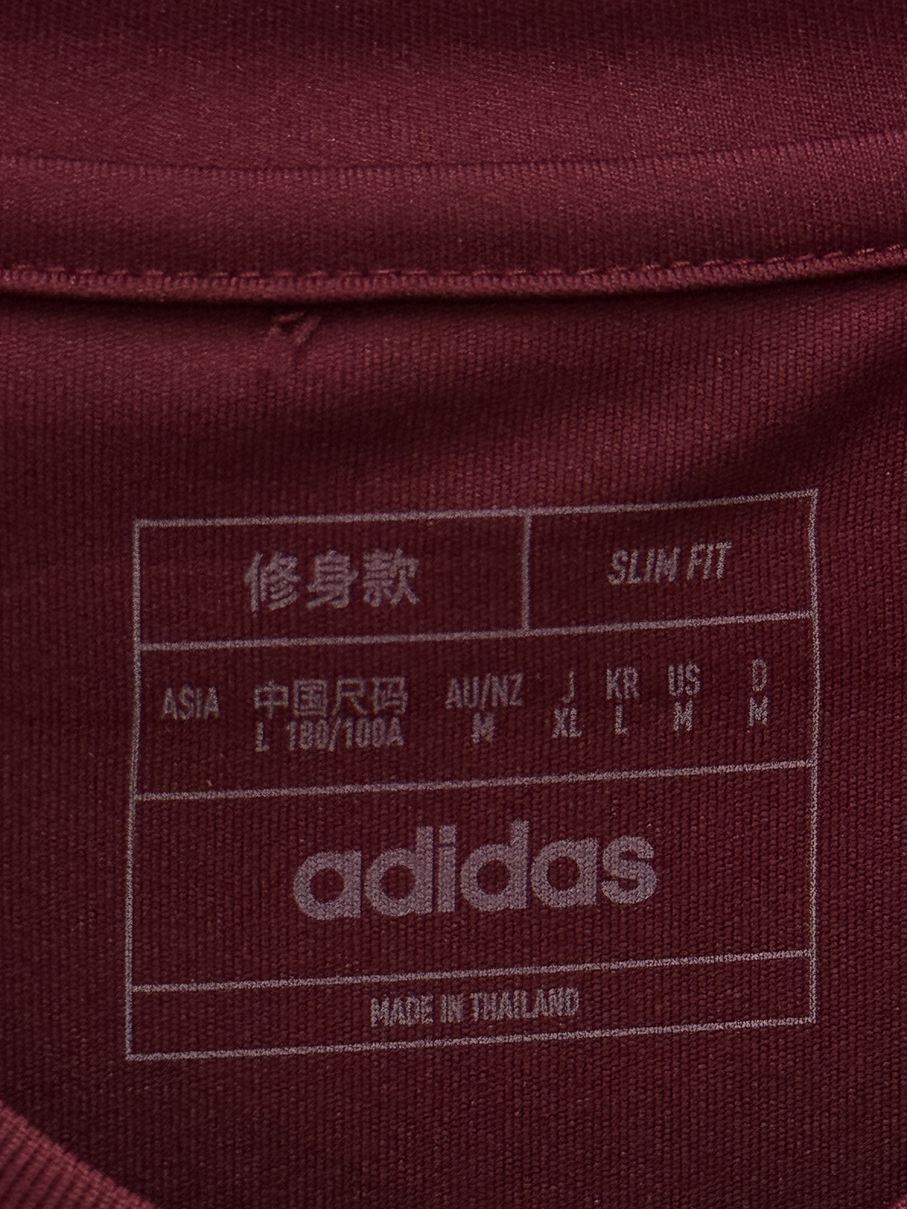 修身款 SLIM FIT
ASIA 中国尺码 AU/NZ J KR US D
L 180/100A M XL L M M
adidas
MADE IN THAILAND